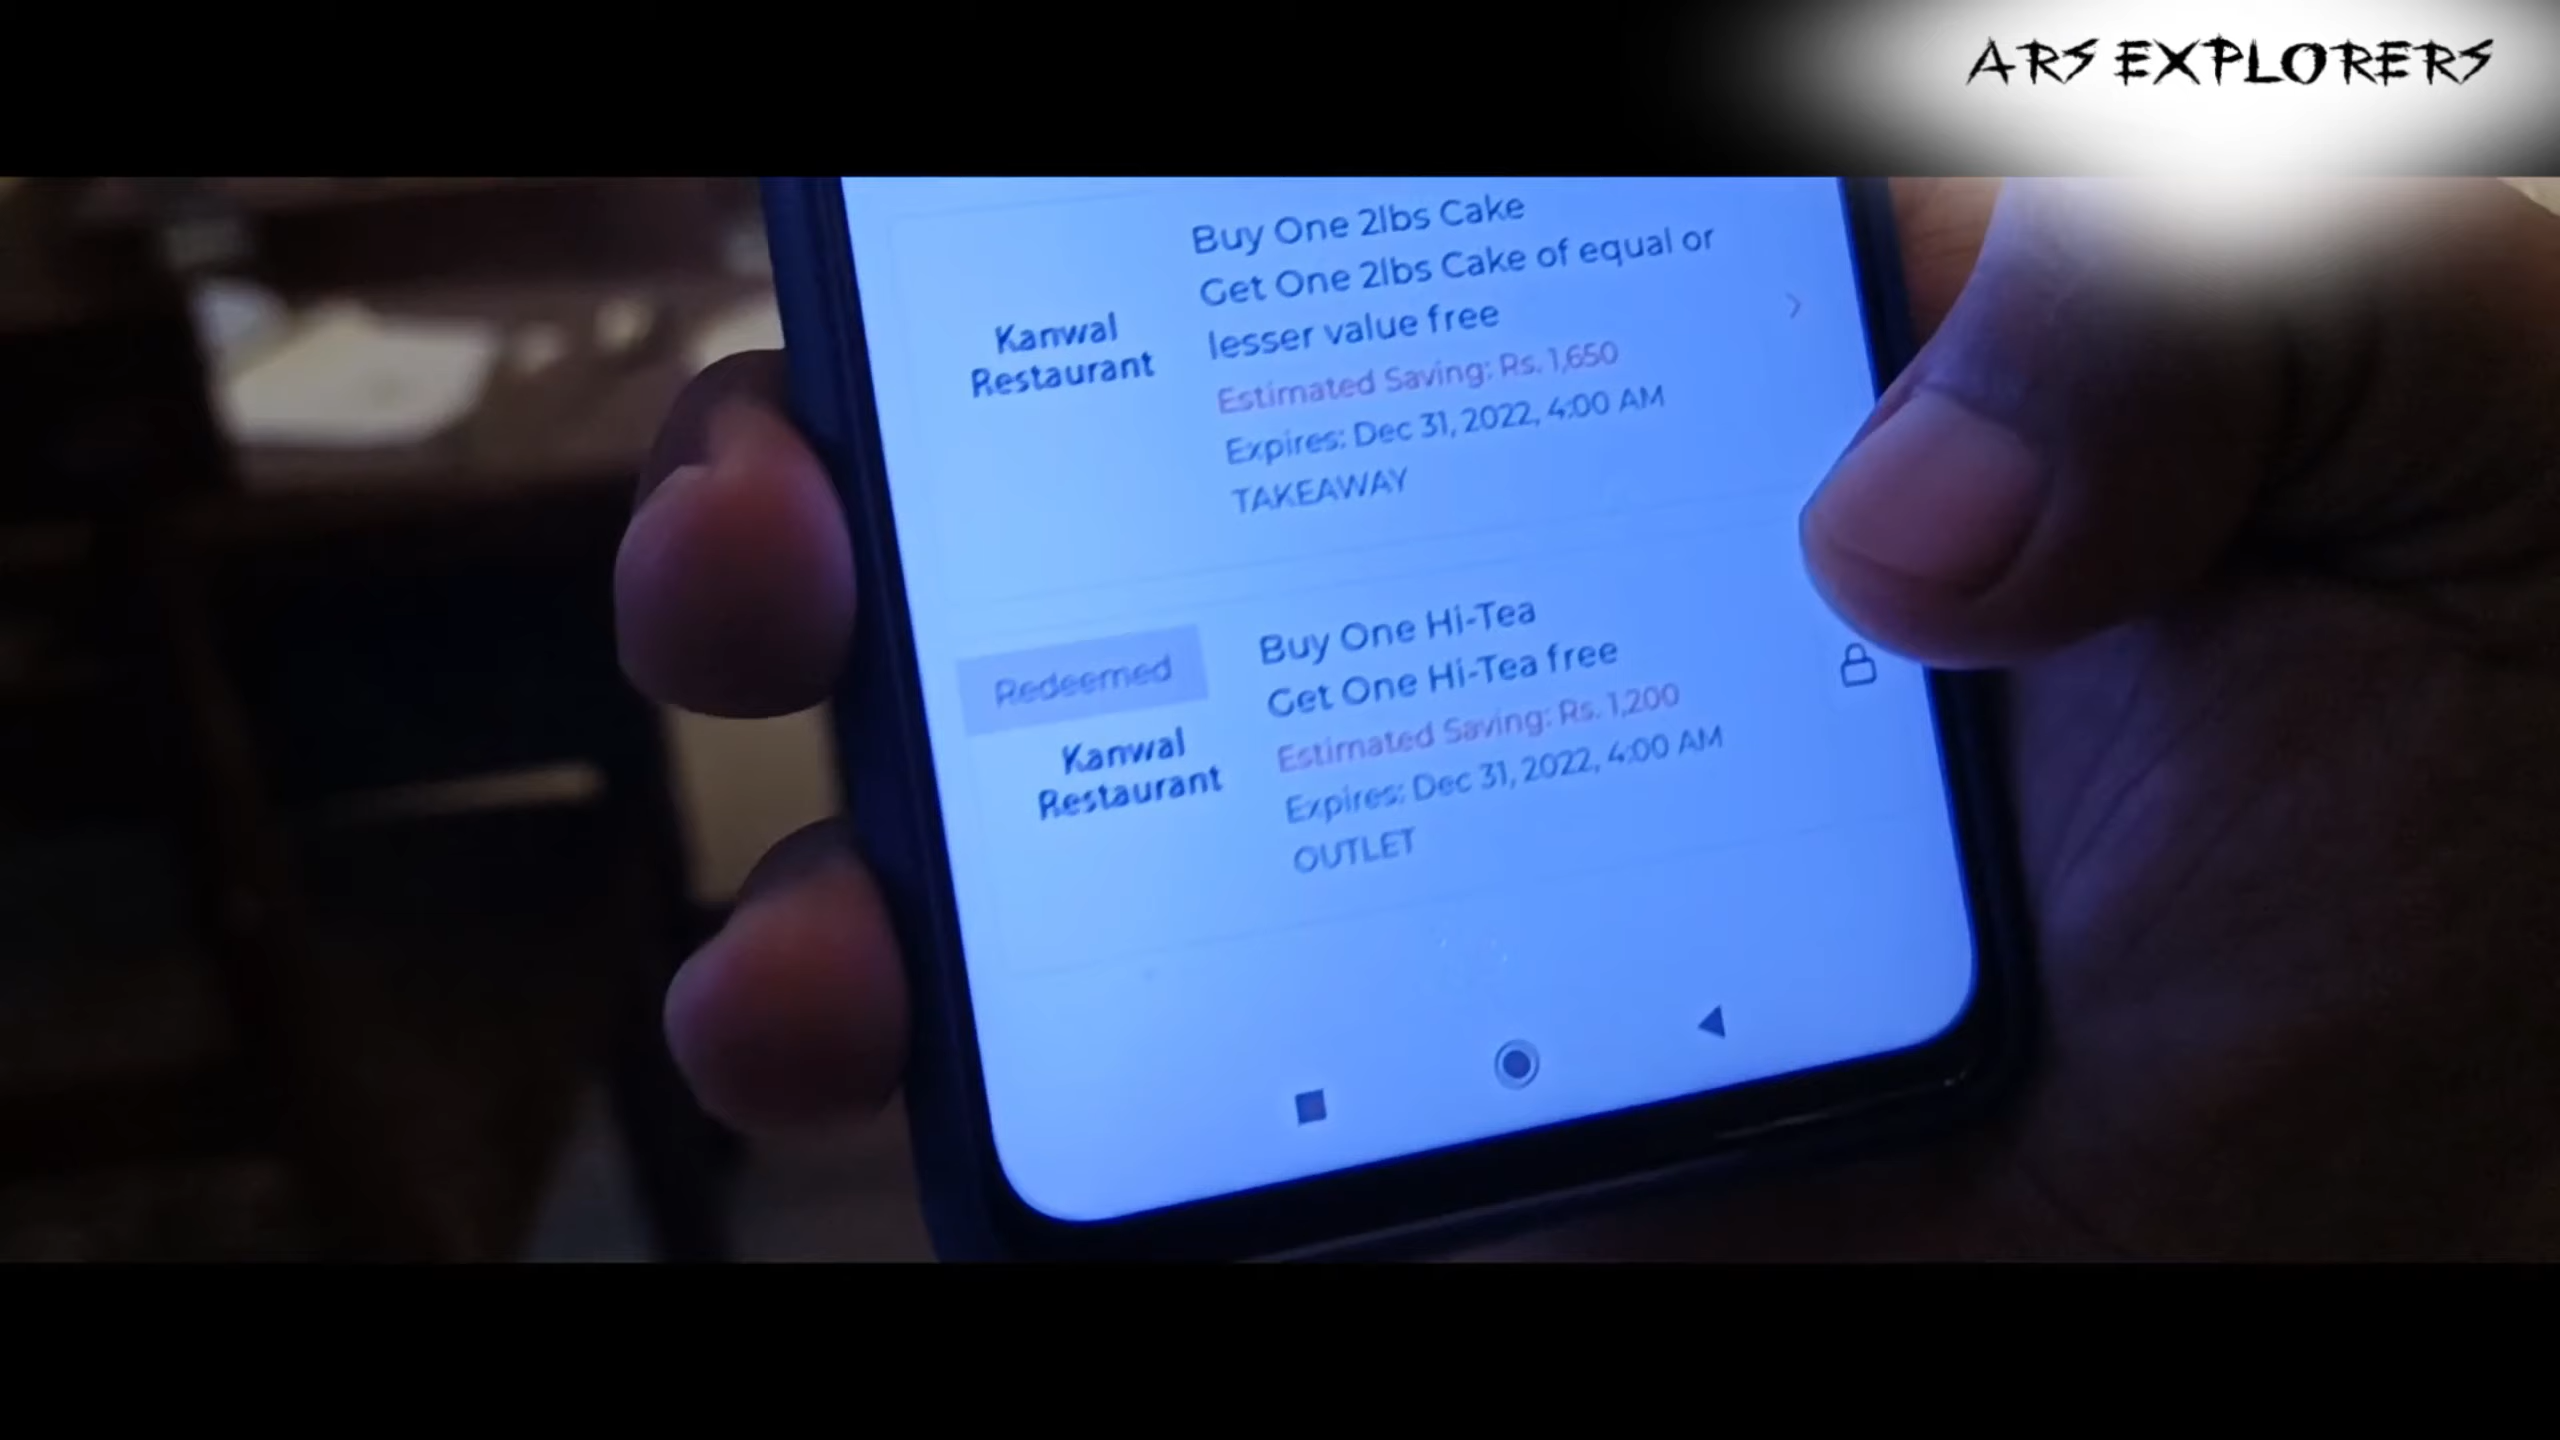 ARS EXPLORERS
Buy One 2lbs Cake
Get One 2lbs Cake of equal or
lesser value free
Kanwal
Restaurant
Estimated Saving: Rs. 1,650
Expires: Dec 31, 2022, 4:00 AM
TAKEAWAY
Redeemed
Kanwal
Restaurant
Buy One Hi-Tea
Get One Hi-Tea free
Estimated Saving: Rs. 1,200
Expires: Dec 31, 2022, 4:00 AM
OUTLET